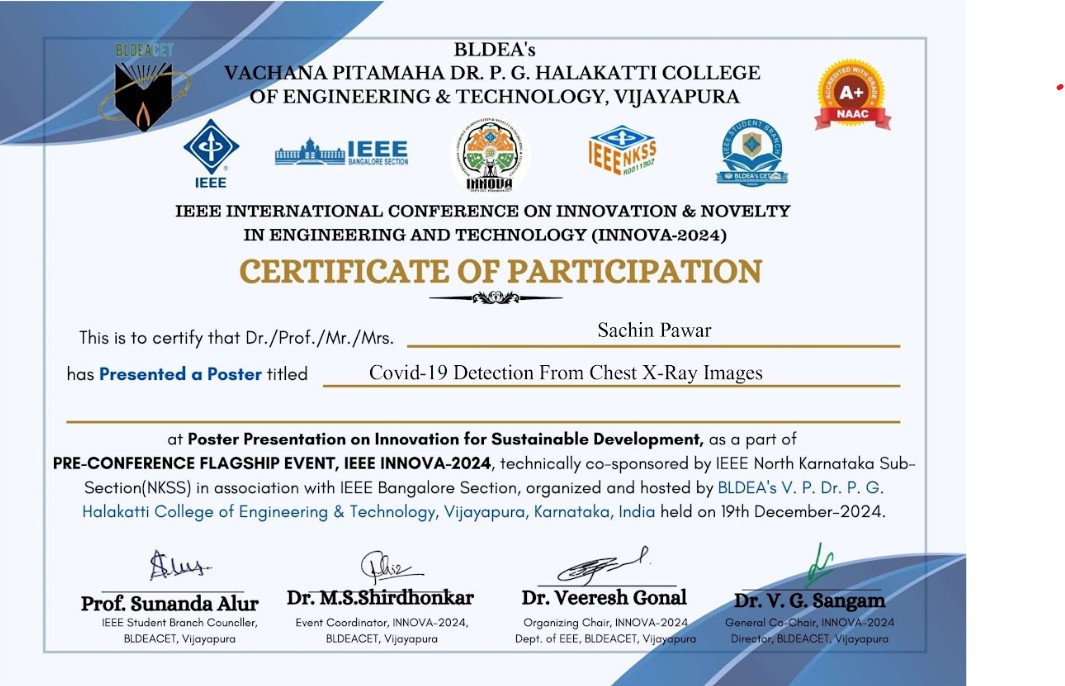 BLDEACET
BLDEA's
VACHANA PITAMAHA DR. P. G. HALAKATTI COLLEGE
OF ENGINEERING & TECHNOLOGY, VIJAYAPURA
ACCREDITED WITH GRADE
A+
NAAC
IEEE
IEEE
BANGALORE SECTION
INNOVA
IEEE NKSS
R0011902
IEEE STUDENT BRANCH
BLDEA's CET
IEEE INTERNATIONAL CONFERENCE ON INNOVATION & NOVELTY
IN ENGINEERING AND TECHNOLOGY (INNOVA-2024)
CERTIFICATE OF PARTICIPATION
This is to certify that Dr./Prof./Mr./Mrs. Sachin Pawar
has Presented a Poster titled Covid-19 Detection From Chest X-Ray Images
at Poster Presentation on Innovation for Sustainable Development, as a part of
PRE-CONFERENCE FLAGSHIP EVENT, IEEE INNOVA-2024, technically co-sponsored by IEEE North Karnataka Sub-
Section(NKSS) in association with IEEE Bangalore Section, organized and hosted by BLDEA's V. P. Dr. P. G.
Halakatti College of Engineering & Technology, Vijayapura, Karnataka, India held on 19th December-2024.
Prof. Sunanda Alur
IEEE Student Branch Councller,
BLDEACET, Vijayapura
Dr. M.S.Shirdhonkar
Event Coordinator, INNOVA-2024,
BLDEACET, Vijayapura
Dr. Veeresh Gonal
Organizing Chair, INNOVA-2024
Dept. of EEE, BLDEACET, Vijayapura
Dr. V. G. Sangam
General Co-Chair, INNOVA-2024
Director, BLDEACET, Vijayapura